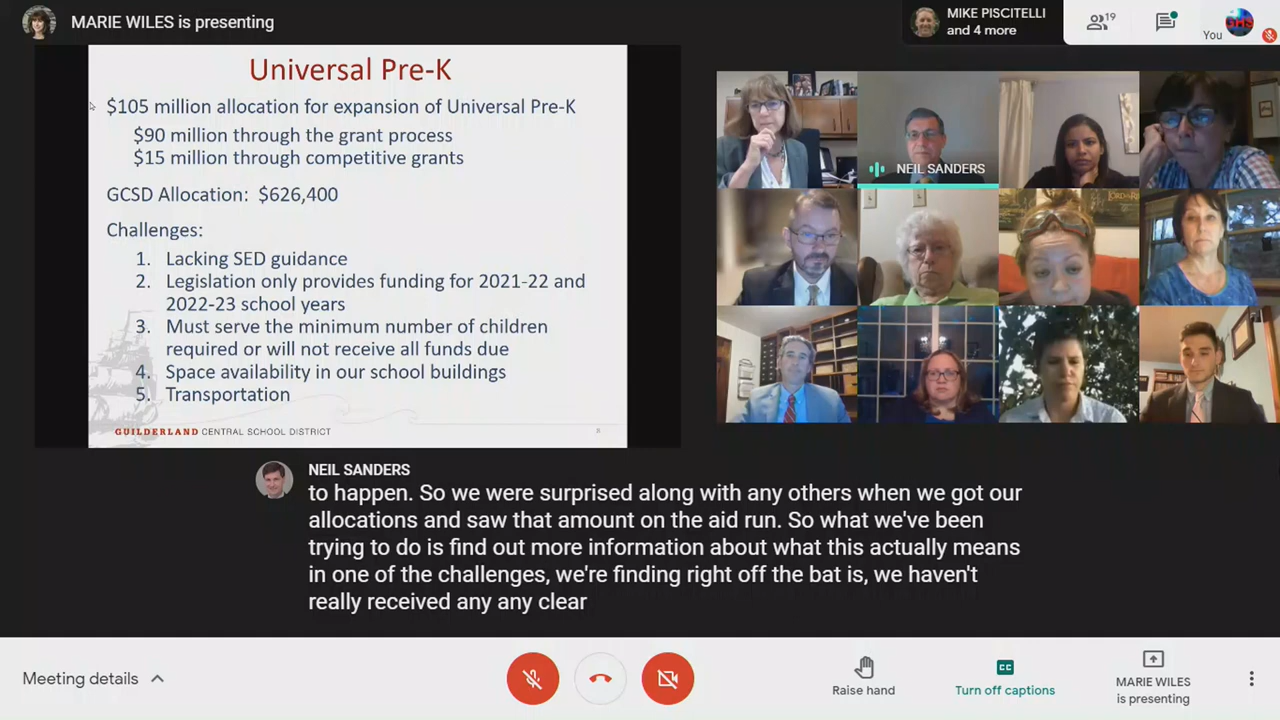 MARIE WILES is presenting
MIKE PISCITELLI
and 4 more
19
You
GHS
Universal Pre-K
$105 million allocation for expansion of Universal Pre-K
$90 million through the grant process
$15 million through competitive grants
GCSD Allocation: $626,400
Challenges:
1. Lacking SED guidance
2. Legislation only provides funding for 2021-22 and
2022-23 school years
3. Must serve the minimum number of children
required or will not receive all funds due
4. Space availability in our school buildings
5. Transportation
GUILDERLAND CENTRAL SCHOOL DISTRICT
NEIL SANDERS
NEIL SANDERS
to happen. So we were surprised along with any others when we got our
allocations and saw that amount on the aid run. So what we've been
trying to do is find out more information about what this actually means
in one of the challenges, we're finding right off the bat is, we haven't
really received any any clear
Meeting details
Raise hand
CC
Turn off captions
MARIE WILES
is presenting